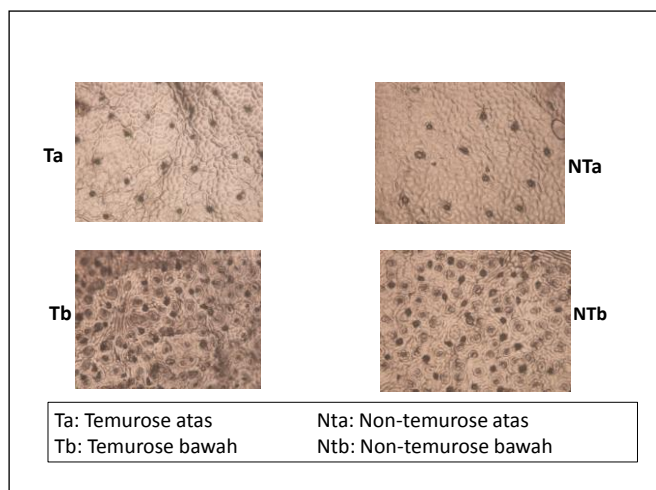 Ta
NTa
Tb
NTb
Ta: Temurose atas Nta: Non-temurose atas
Tb: Temurose bawah Ntb: Non-temurose bawah